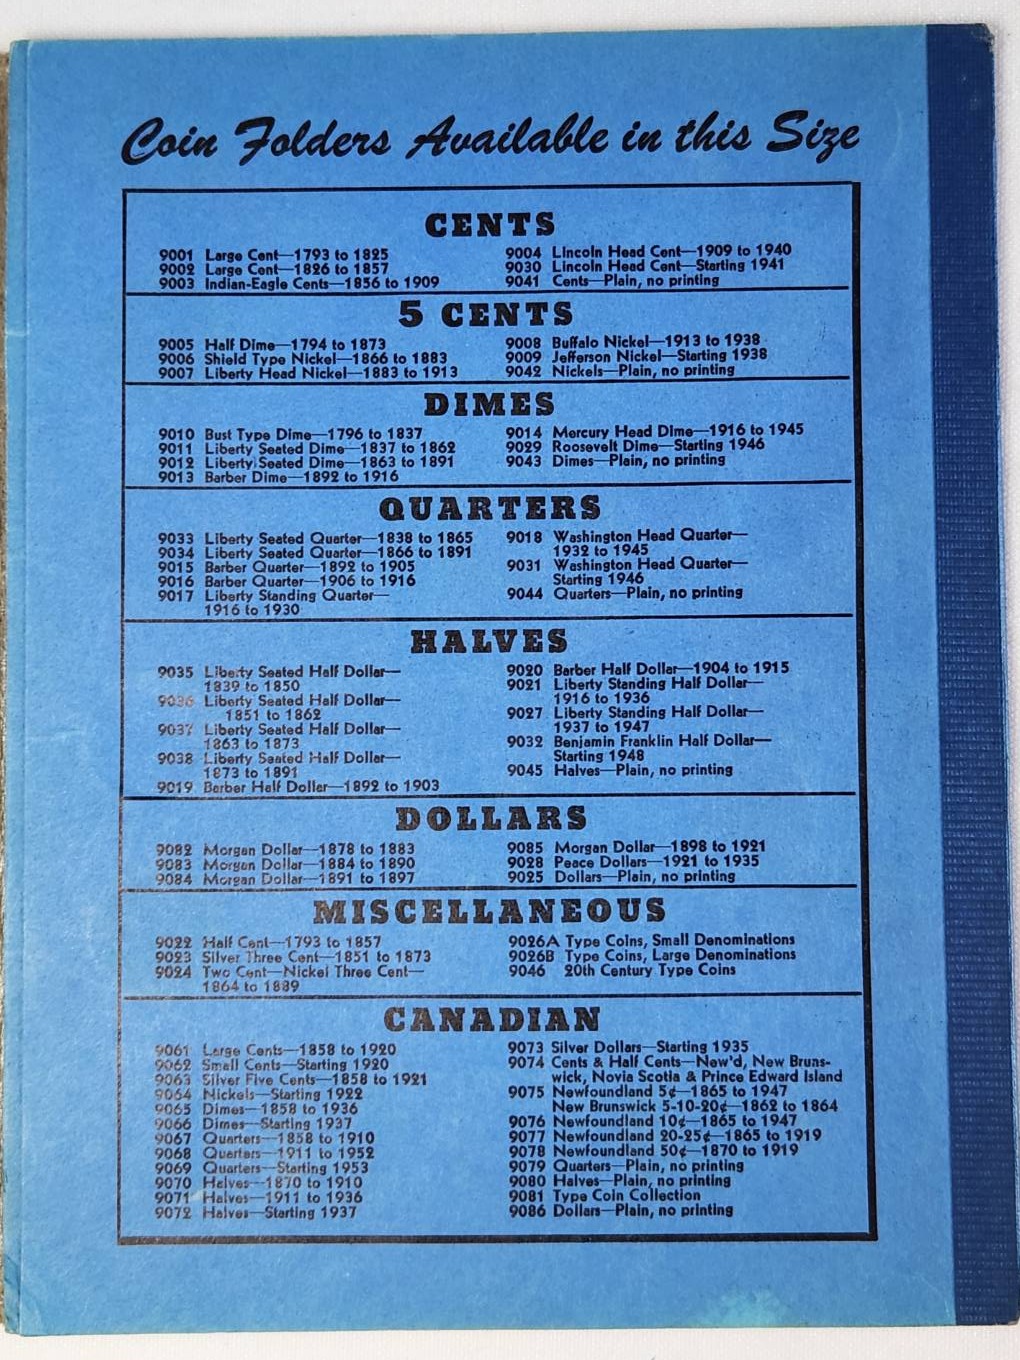 Coin Folders Available in this Size
CENTS
9001 Large Cent—1793 to 1825
9002 Large Cent—1826 to 1857
9003 Indian-Eagle Cents—1856 to 1909
9004 Lincoln Head Cent—1909 to 1940
9030 Lincoln Head Cent—Starting 1941
9041 Cents—Plain, no printing
5 CENTS
9005 Half Dime—1794 to 1873
9006 Shield Type Nickel—1866 to 1883
9007 Liberty Head Nickel—1883 to 1913
9008 Buffalo Nickel—1913 to 1938
9009 Jefferson Nickel—Starting 1938
9042 Nickels—Plain, no printing
DIMES
9010 Bust Type Dime—1796 to 1837
9011 Liberty Seated Dime—1837 to 1862
9012 Liberty Seated Dime—1863 to 1891
9013 Barber Dime—1892 to 1916
9014 Mercury Head Dime—1916 to 1945
9029 Roosevelt Dime—Starting 1946
9043 Dimes—Plain, no printing
QUARTERS
9033 Liberty Seated Quarter—1838 to 1865
9034 Liberty Seated Quarter—1866 to 1891
9015 Barber Quarter—1892 to 1905
9016 Barber Quarter—1906 to 1916
9017 Liberty Standing Quarter—
1916 to 1930
9018 Washington Head Quarter—
1932 to 1945
9031 Washington Head Quarter—
Starting 1946
9044 Quarters—Plain, no printing
HALVES
9035 Liberty Seated Half Dollar—
1839 to 1850
9036 Liberty Seated Half Dollar—
1851 to 1862
9037 Liberty Seated Half Dollar—
1863 to 1873
9038 Liberty Seated Half Dollar—
1873 to 1891
9019 Barber Half Dollar—1892 to 1903
9020 Barber Half Dollar—1904 to 1915
9021 Liberty Standing Half Dollar—
1916 to 1936
9027 Liberty Standing Half Dollar—
1937 to 1947
9032 Benjamin Franklin Half Dollar—
Starting 1948
9045 Halves—Plain, no printing
DOLLARS
9082 Morgan Dollar—1878 to 1883
9083 Morgan Dollar—1884 to 1890
9084 Morgan Dollar—1891 to 1897
9085 Morgan Dollar—1898 to 1921
9028 Peace Dollars—1921 to 1935
9025 Dollars—Plain, no printing
MISCELLANEOUS
9022 Half Cent—1793 to 1857
9023 Silver Three Cent—1851 to 1873
9024 Two Cent—Nickel Three Cent—
1864 to 1889
9026A Type Coins, Small Denominations
9026B Type Coins, Large Denominations
9046 20th Century Type Coins
CANADIAN
9061 Large Cents—1858 to 1920
9062 Small Cents—Starting 1920
9063 Silver Five Cents—1858 to 1921
9064 Nickels—Starting 1922
9065 Dimes—1858 to 1936
9066 Dimes—Starting 1937
9067 Quarters—1858 to 1910
9068 Quarters—1911 to 1952
9069 Quarters—Starting 1953
9070 Halves—1870 to 1910
9071 Halves—1911 to 1936
9072 Halves—Starting 1937
9073 Silver Dollars—Starting 1935
9074 Cents & Half Cents—New'd, New Bruns-
wick, Novia Scotia & Prince Edward Island
9075 Newfoundland 5¢—1865 to 1947
New Brunswick 5-10-20¢—1862 to 1864
9076 Newfoundland 10¢—1865 to 1947
9077 Newfoundland 20-25¢—1865 to 1919
9078 Newfoundland 50¢—1870 to 1919
9079 Quarters—Plain, no printing
9080 Halves—Plain, no printing
9081 Type Coin Collection
9086 Dollars—Plain, no printing